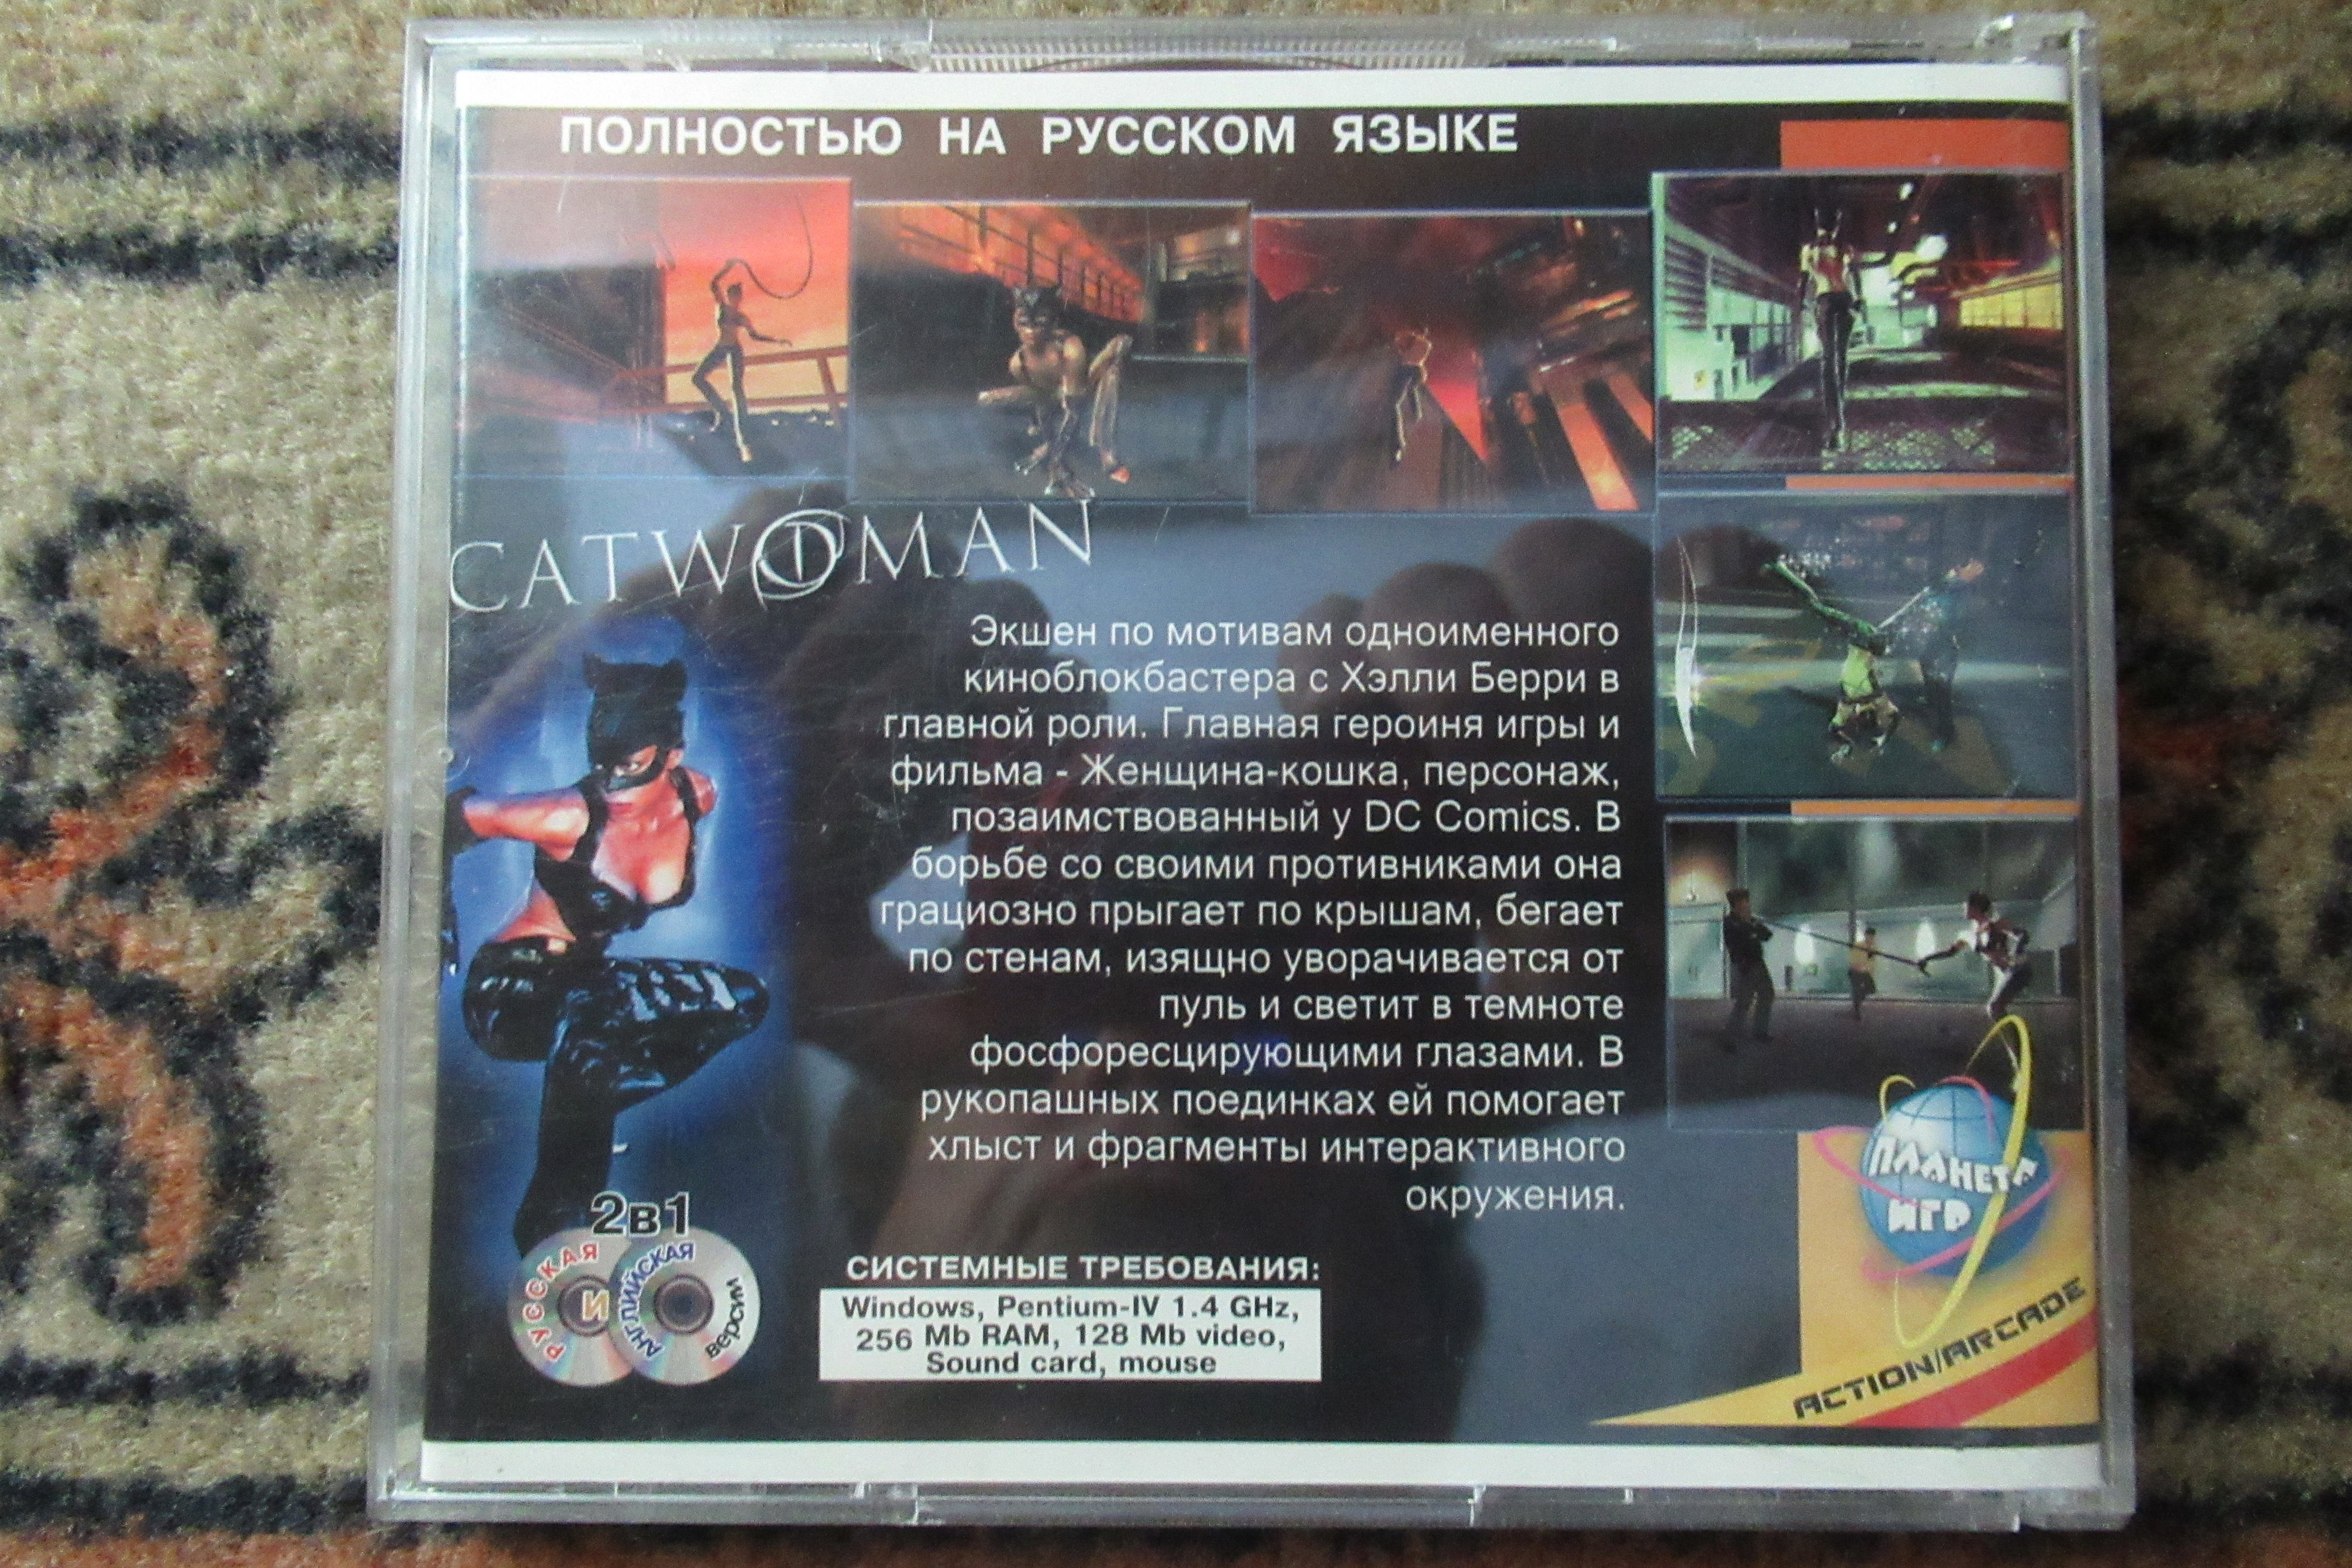 ПОЛНОСТЬЮ НА РУССКОМ ЯЗЫКЕ
CATWOMAN
Экшен по мотивам одноименного
киноблокбастера с Хэлли Берри в
главной роли. Главная героиня игры и
фильма - Женщина-кошка, персонаж,
позаимствованный у DC Comics. В
борьбе со своими противниками она
грациозно прыгает по крышам, бегает
по стенам, изящно уворачивается от
пуль и светит в темноте
фосфоресцирующими глазами. В
рукопашных поединках ей помогает
хлыст и фрагменты интерактивного
окружения.
2в1
РУССКАЯ
И
АНГЛИЙСКАЯ
версии
СИСТЕМНЫЕ ТРЕБОВАНИЯ:
Windows, Pentium-IV 1.4 GHz,
256 Mb RAM, 128 Mb video,
Sound card, mouse
ПЛАНЕТА
ИГР
ACTION/ARCADE